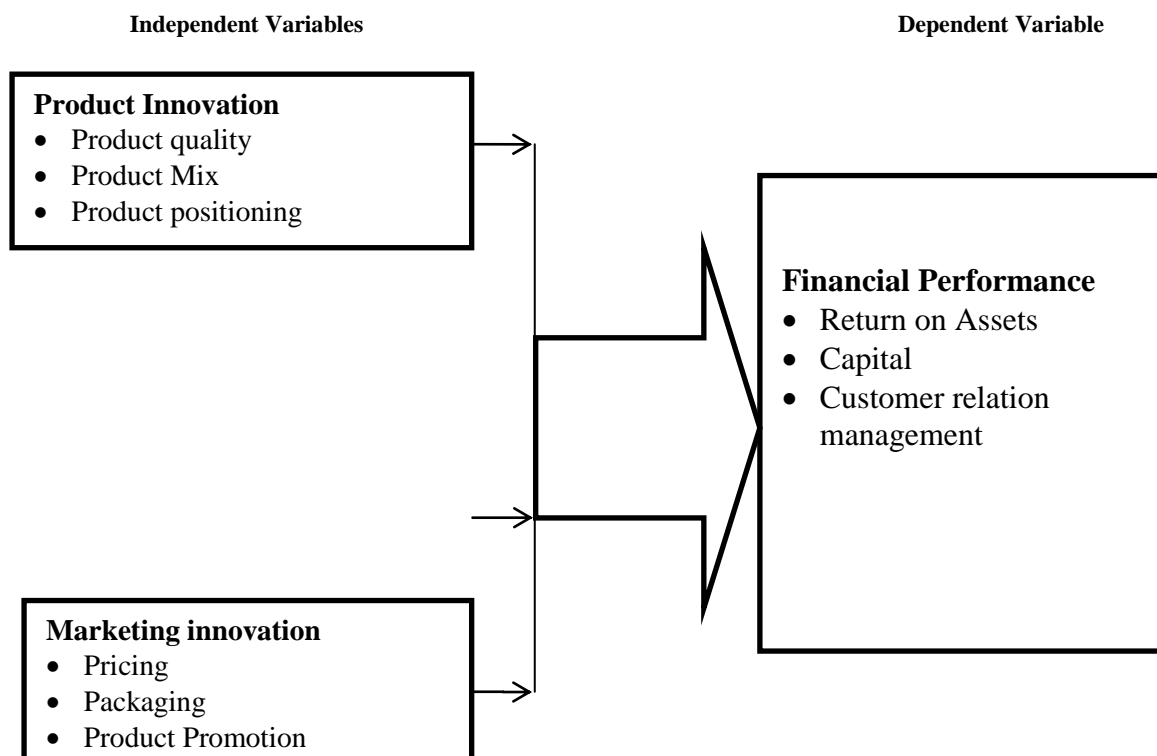 Independent Variables
Dependent Variable
Product Innovation
• Product quality
• Product Mix
• Product positioning
Financial Performance
• Return on Assets
• Capital
• Customer relation
management
Marketing innovation
• Pricing
• Packaging
• Product Promotion